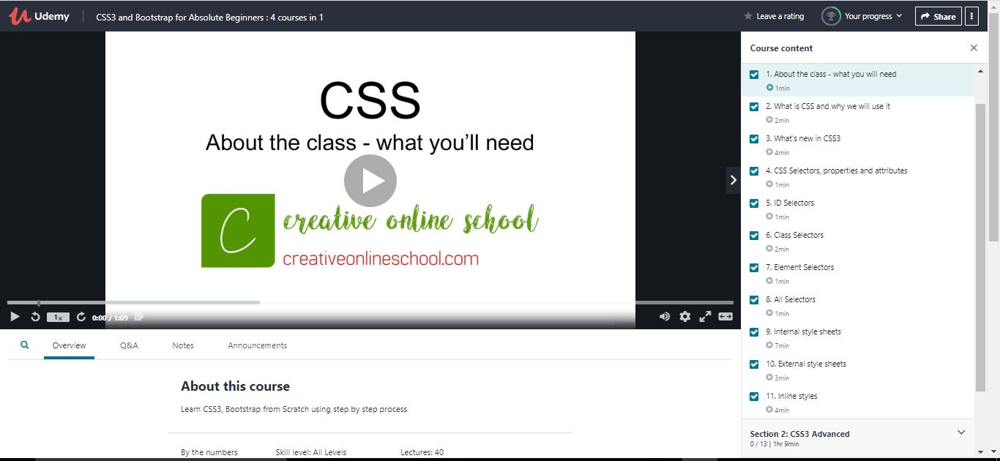 Udemy
CSS3 and Bootstrap for Absolute Beginners : 4 courses in 1
Leave a rating
Your progress
Share
CSS
About the class - what you'll need
C creative online school
creativeonlineschool.com
1x
0:00 / 1:09
Course content
1. About the class - what you will need
1min
2. What is CSS and why we will use it
2min
3. What's new in CSS3
4min
4. CSS Selectors, properties and attributes
1min
5. ID Selectors
1min
6. Class Selectors
2min
7. Element Selectors
1min
8. All Selectors
1min
9. Internal style sheets
7min
10. External style sheets
3min
11. Inline styles
4min
Section 2: CSS3 Advanced
0 / 13 | 1hr 9min
Overview
Q&A
Notes
Announcements
About this course
Learn CSS3, Bootstrap from Scratch using step by step process
By the numbers
Skill level: All Levels
Lectures: 40